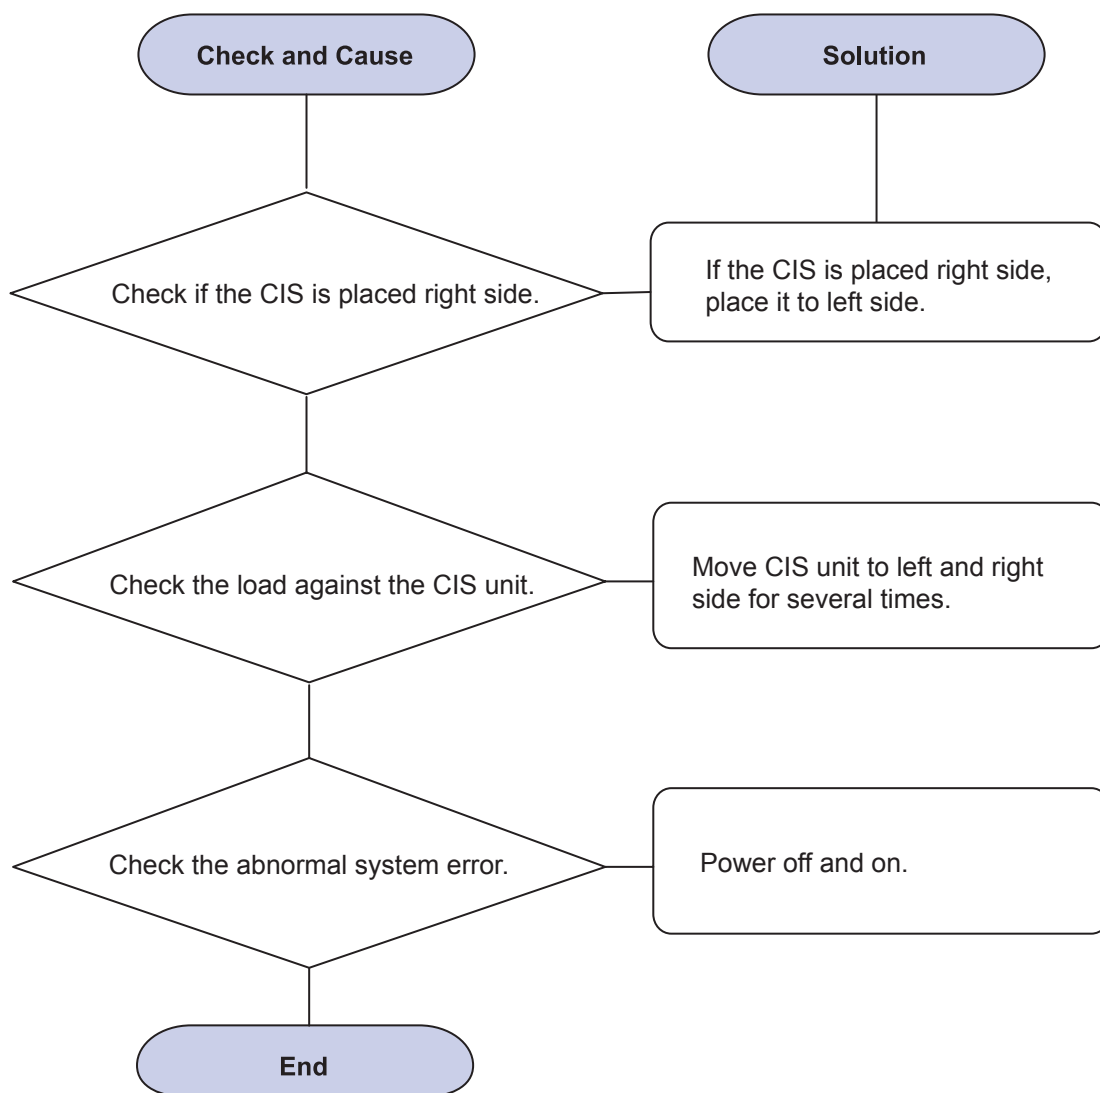 Check and Cause
Solution
Check if the CIS is placed right side.
If the CIS is placed right side,
place it to left side.
Check the load against the CIS unit.
Move CIS unit to left and right
side for several times.
Check the abnormal system error.
Power off and on.
End